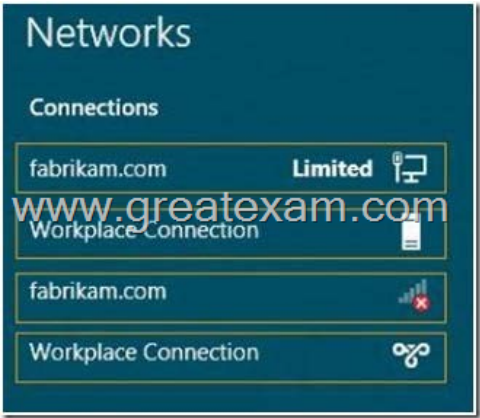 Networks
Connections
fabrikam.com Limited
www.greatexam.com
Workplace Connection
fabrikam.com
Workplace Connection